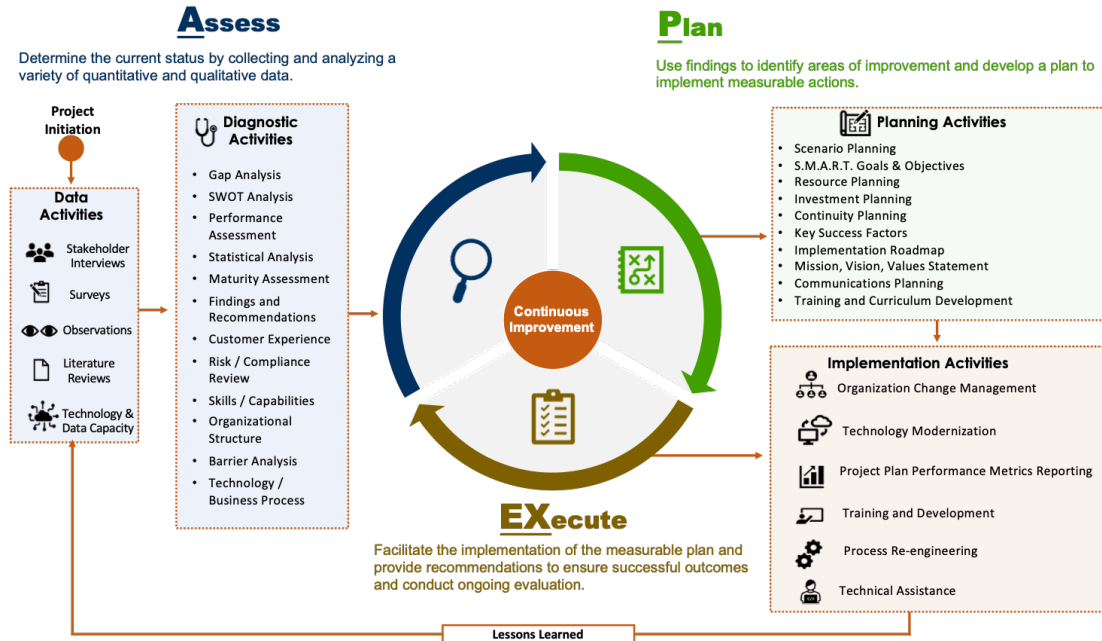 Assess
Determine the current status by collecting and analyzing a
variety of quantitative and qualitative data.
Plan
Use findings to identify areas of improvement and develop a plan to
implement measurable actions.
Project
Initiation
Data
Activities
Stakeholder
Interviews
Surveys
Observations
Literature
Reviews
Technology &
Data Capacity
Diagnostic
Activities
• Gap Analysis
• SWOT Analysis
• Performance
Assessment
• Statistical Analysis
• Maturity Assessment
• Findings and
Recommendations
• Customer Experience
• Risk / Compliance
Review
• Skills / Capabilities
• Organizational
Structure
• Barrier Analysis
• Technology /
Business Process
Continuous
Improvement
Planning Activities
• Scenario Planning
• S.M.A.R.T. Goals & Objectives
• Resource Planning
• Investment Planning
• Continuity Planning
• Key Success Factors
• Implementation Roadmap
• Mission, Vision, Values Statement
• Communications Planning
• Training and Curriculum Development
Implementation Activities
Organization Change Management
Technology Modernization
Project Plan Performance Metrics Reporting
Training and Development
Process Re-engineering
Technical Assistance
EXecute
Facilitate the implementation of the measurable plan and
provide recommendations to ensure successful outcomes
and conduct ongoing evaluation.
Lessons Learned